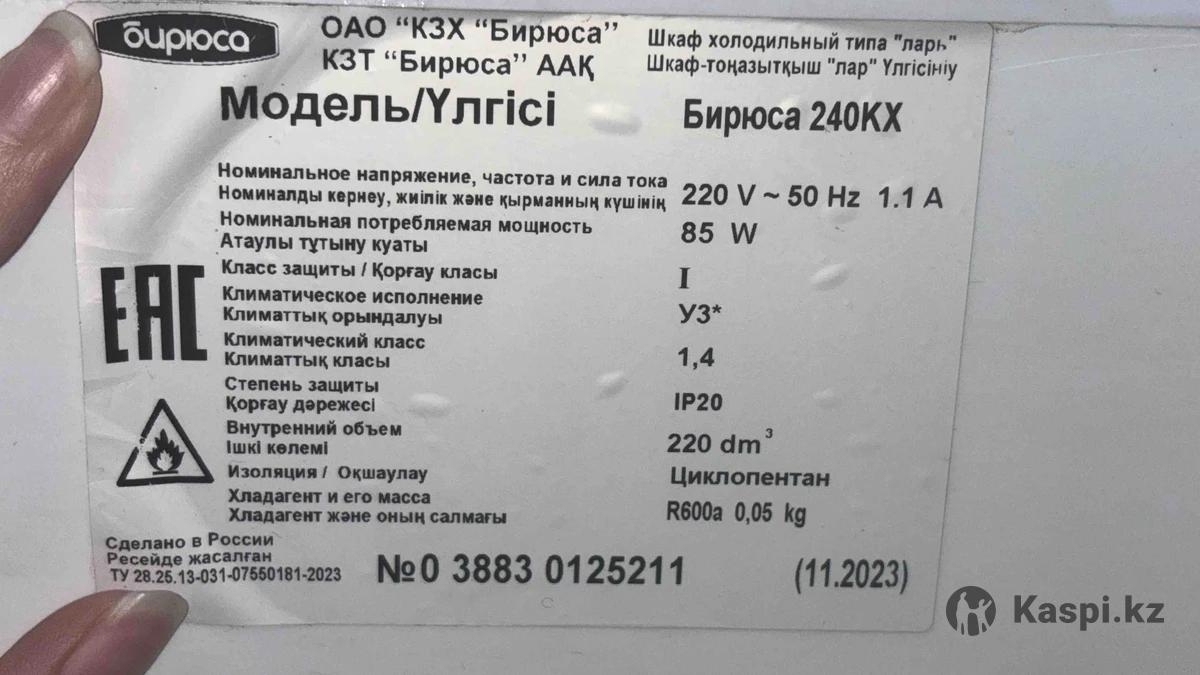 бирюса
ОАО "КЗХ "Бирюса"
КЗТ "Бирюса" ААҚ
Шкаф холодильный типа "ларь"
Шкаф-тоңазытқыш "лар" Үлгісініу
Модель/Үлгісі
Бирюса 240KX
Номинальное напряжение, частота и сила тока
Номиналды кернеу, жиілік және қырманның күшінің
220 V ~ 50 Hz 1.1 A
Номинальная потребляемая мощность
Атаулы тұтыну куаты
85 W
Класс защиты / Қорғау класы
I
Климатическое исполнение
Климаттық орындалуы
У3*
Климатический класс
Климаттық класы
1,4
Степень защиты
Қорғау дәрежесі
IP20
Внутренний объем
Ішкі көлемі
220 dm³
Изоляция / Оқшаулау
Циклопентан
Хладагент и его масса
Хладагент және оның салмағы
R600a 0,05 kg
EAC
Сделано в России
Ресейде жасалған
ТУ 28.25.13-031-07550181-2023
№0 3883 0125211
(11.2023)
Kaspi.kz